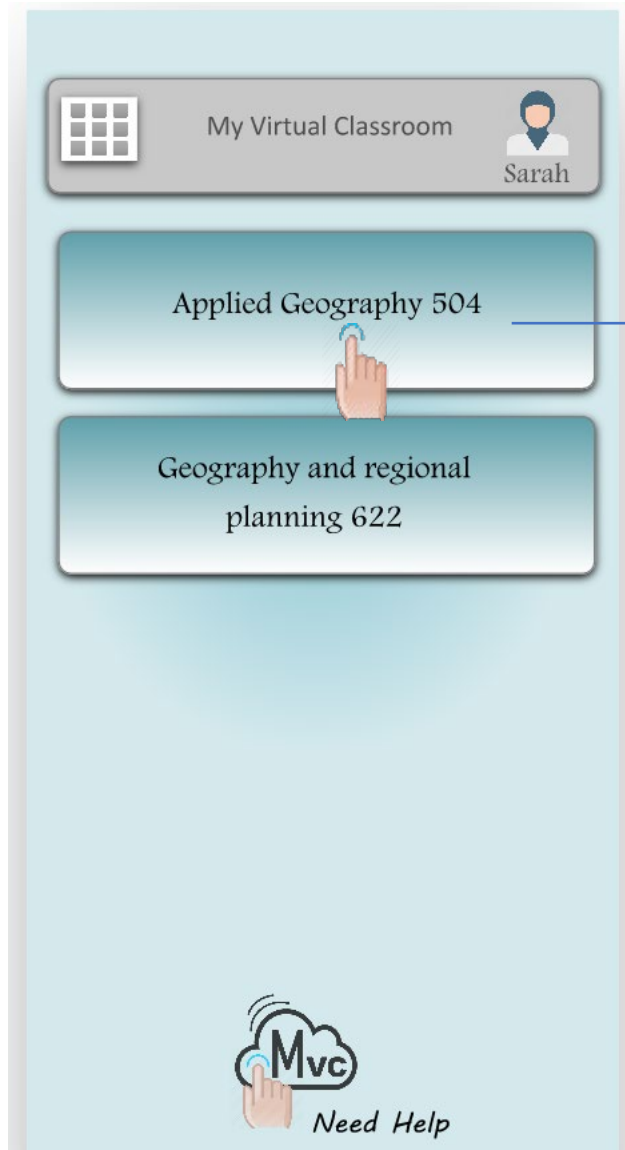 My Virtual Classroom
Sarah
Applied Geography 504
Geography and regional
planning 622
Mvc
Need Help